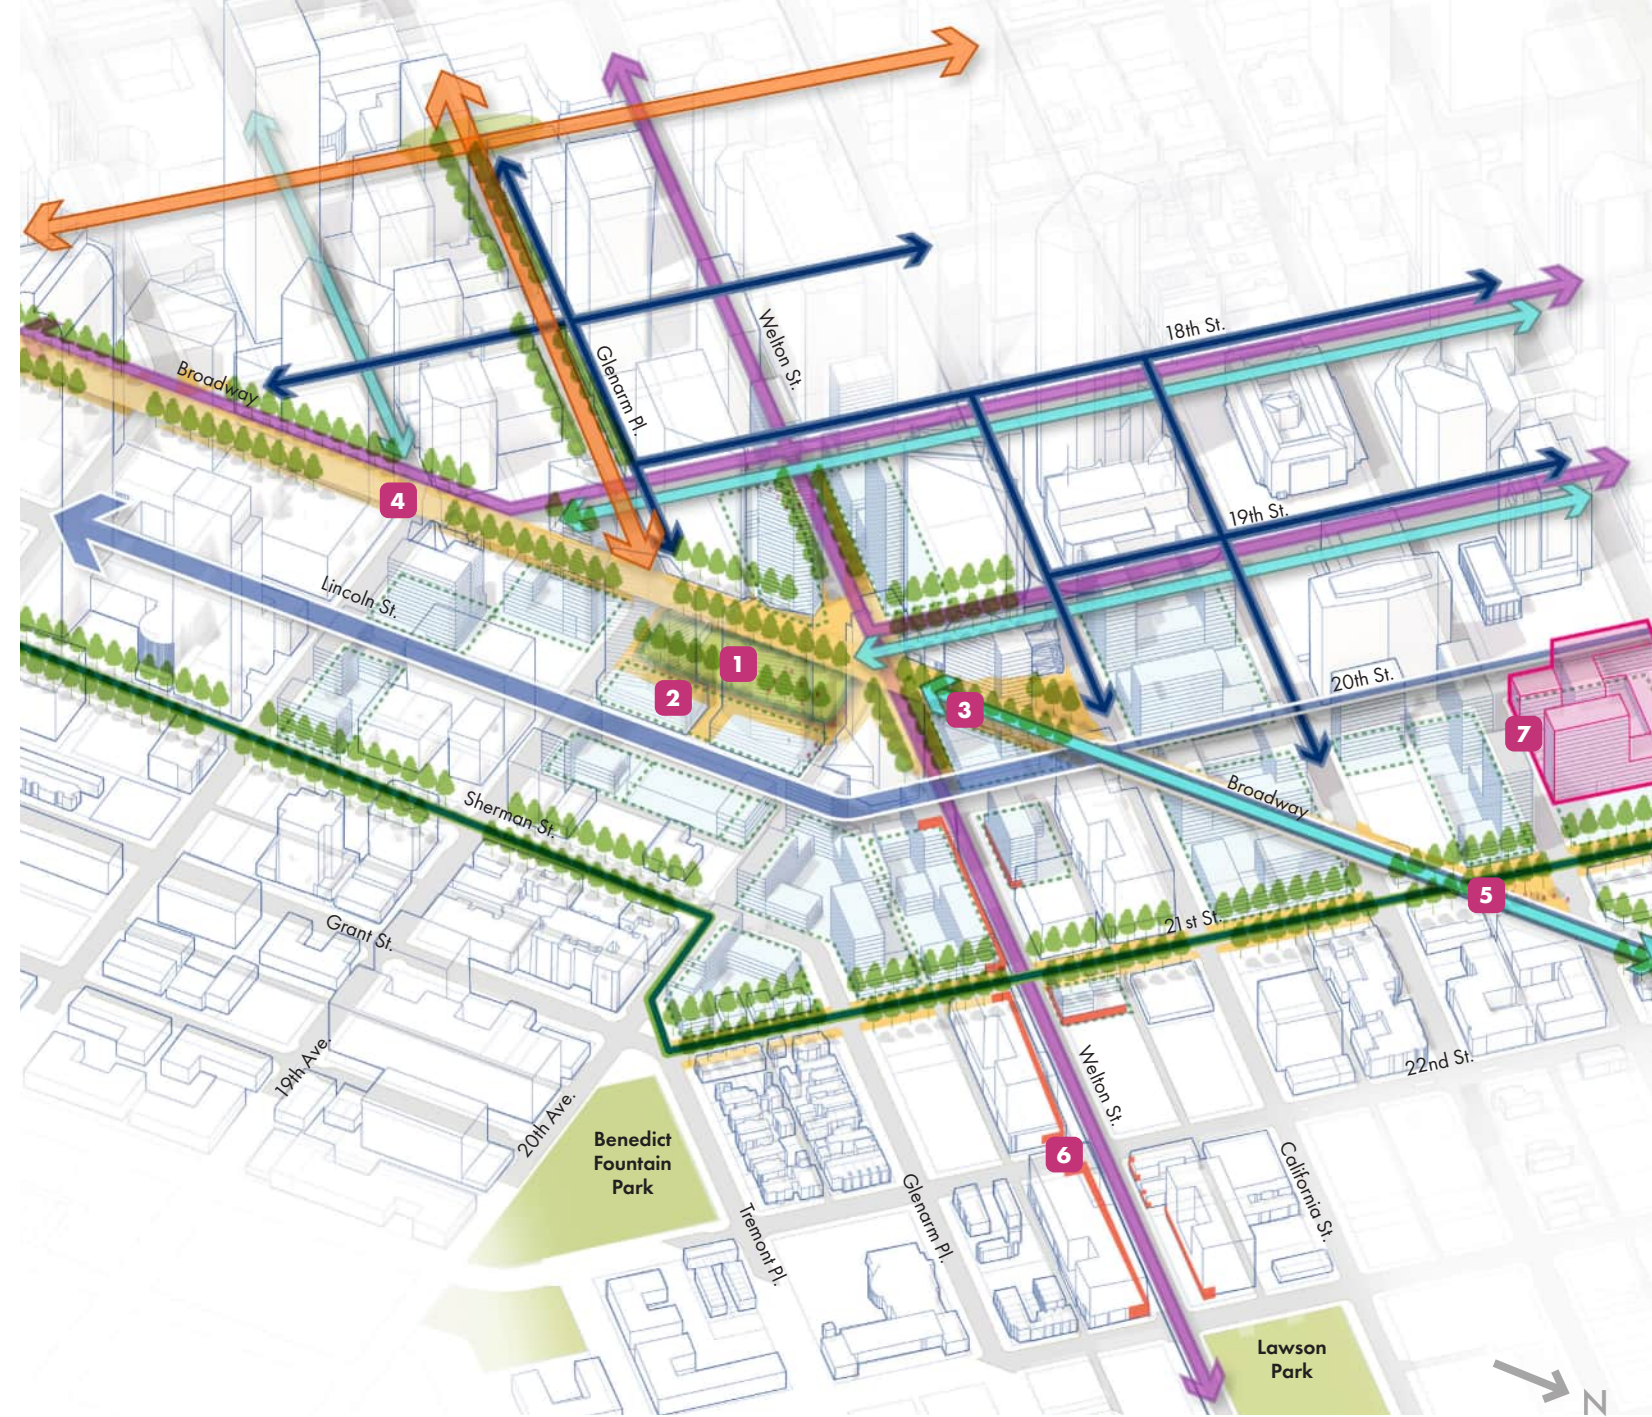 Welton St.
18th St.
Glenarm Pl.
Broadway
4
19th St.
Lincoln St.
1
2
3
20th St.
7
Broadway
Sherman St.
5
21st St.
Grant St.
19th Ave.
20th Ave.
Welton St.
22nd St.
Benedict
Fountain
Park
6
Tremont Pl.
Glenarm Pl.
California St.
Lawson
Park
N